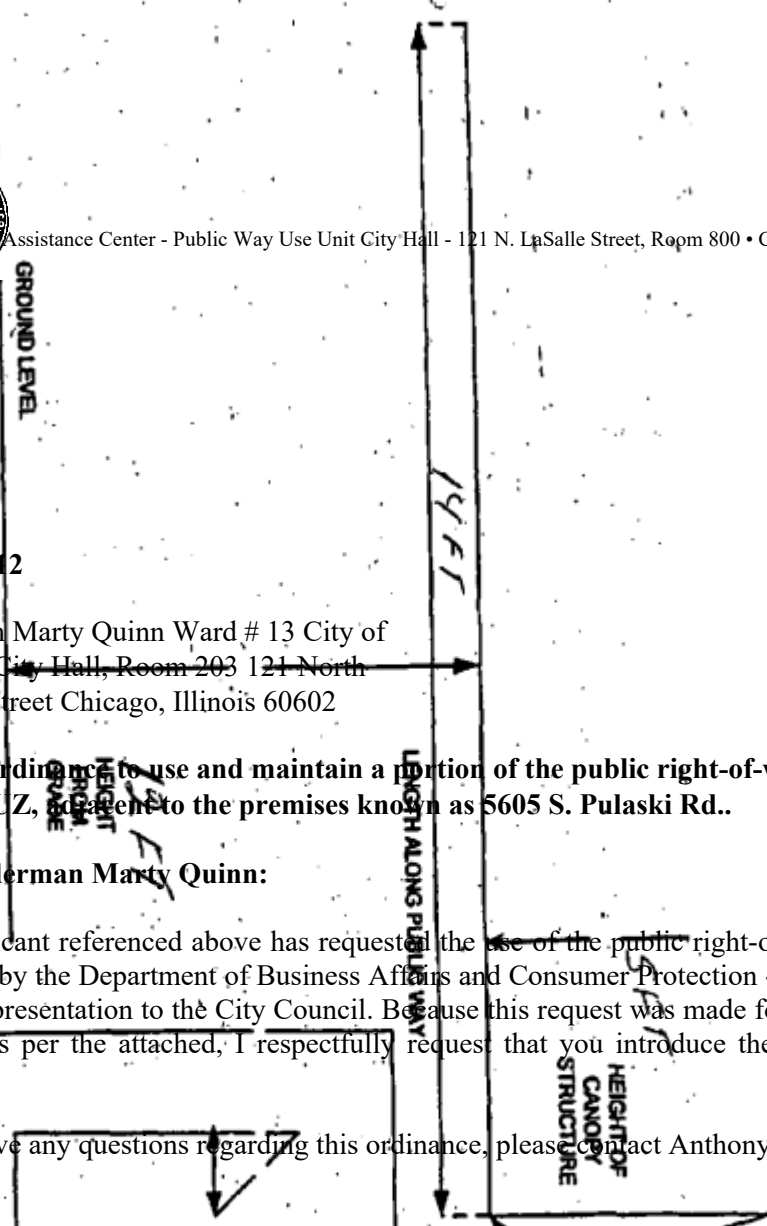 Assistance Center - Public Way Use Unit City Hall - 121 N. LaSalle Street, Room 800 •
GROUND LEVEL
14 FT
12
Marty Quinn Ward # 13 City of
City Hall, Room 203 121 North
treet Chicago, Illinois 60602
rdinance to use and maintain a portion of the public right-of-
UZ, adjacent to the premises known as 5605 S. Pulaski Rd..
HEIGHT
FROM
GRADE
LENGTH ALONG PUBLIC WAY
lerman Marty Quinn:
icant referenced above has requested the use of the public right-o
by the Department of Business Affairs and Consumer Protection -
presentation to the City Council. Because this request was made fo
s per the attached, I respectfully request that you introduce the
HEIGHT OF
CANOPY
STRUCTURE
ve any questions regarding this ordinance, please contact Anthony